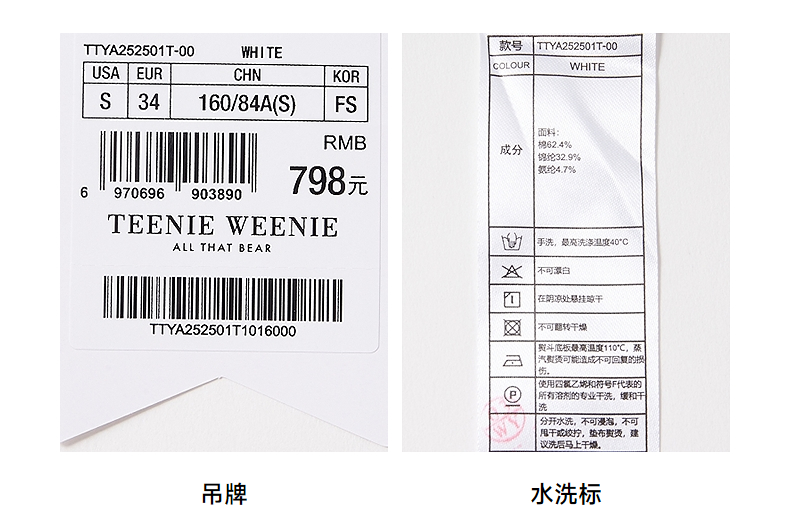 TTYA252501T-00 WHITE
USA EUR CHN KOR
S 34 160/84A(S) FS
RMB
798元
6 970696 903890
TEENIE WEENIE
ALL THAT BEAR
TTYA252501T1016000
吊牌
款号 TTYA252501T-00
COLOUR WHITE
成分
面料:
棉62.4%
锦纶32.9%
氨纶4.7%
手洗，最高洗涤温度40°C
不可漂白
在阴凉处悬挂晾干
不可翻转干燥
熨斗底板最高温度110°C，蒸
汽熨烫可能造成不可回复的损
伤。
P
使用四氯乙烯和符号F代表的
所有溶剂的专业干洗，缓和干
洗
WY
分开水洗，不可浸泡，不可
甩干或绞拧，垫布熨烫，建
议洗后马上干燥。
水洗标